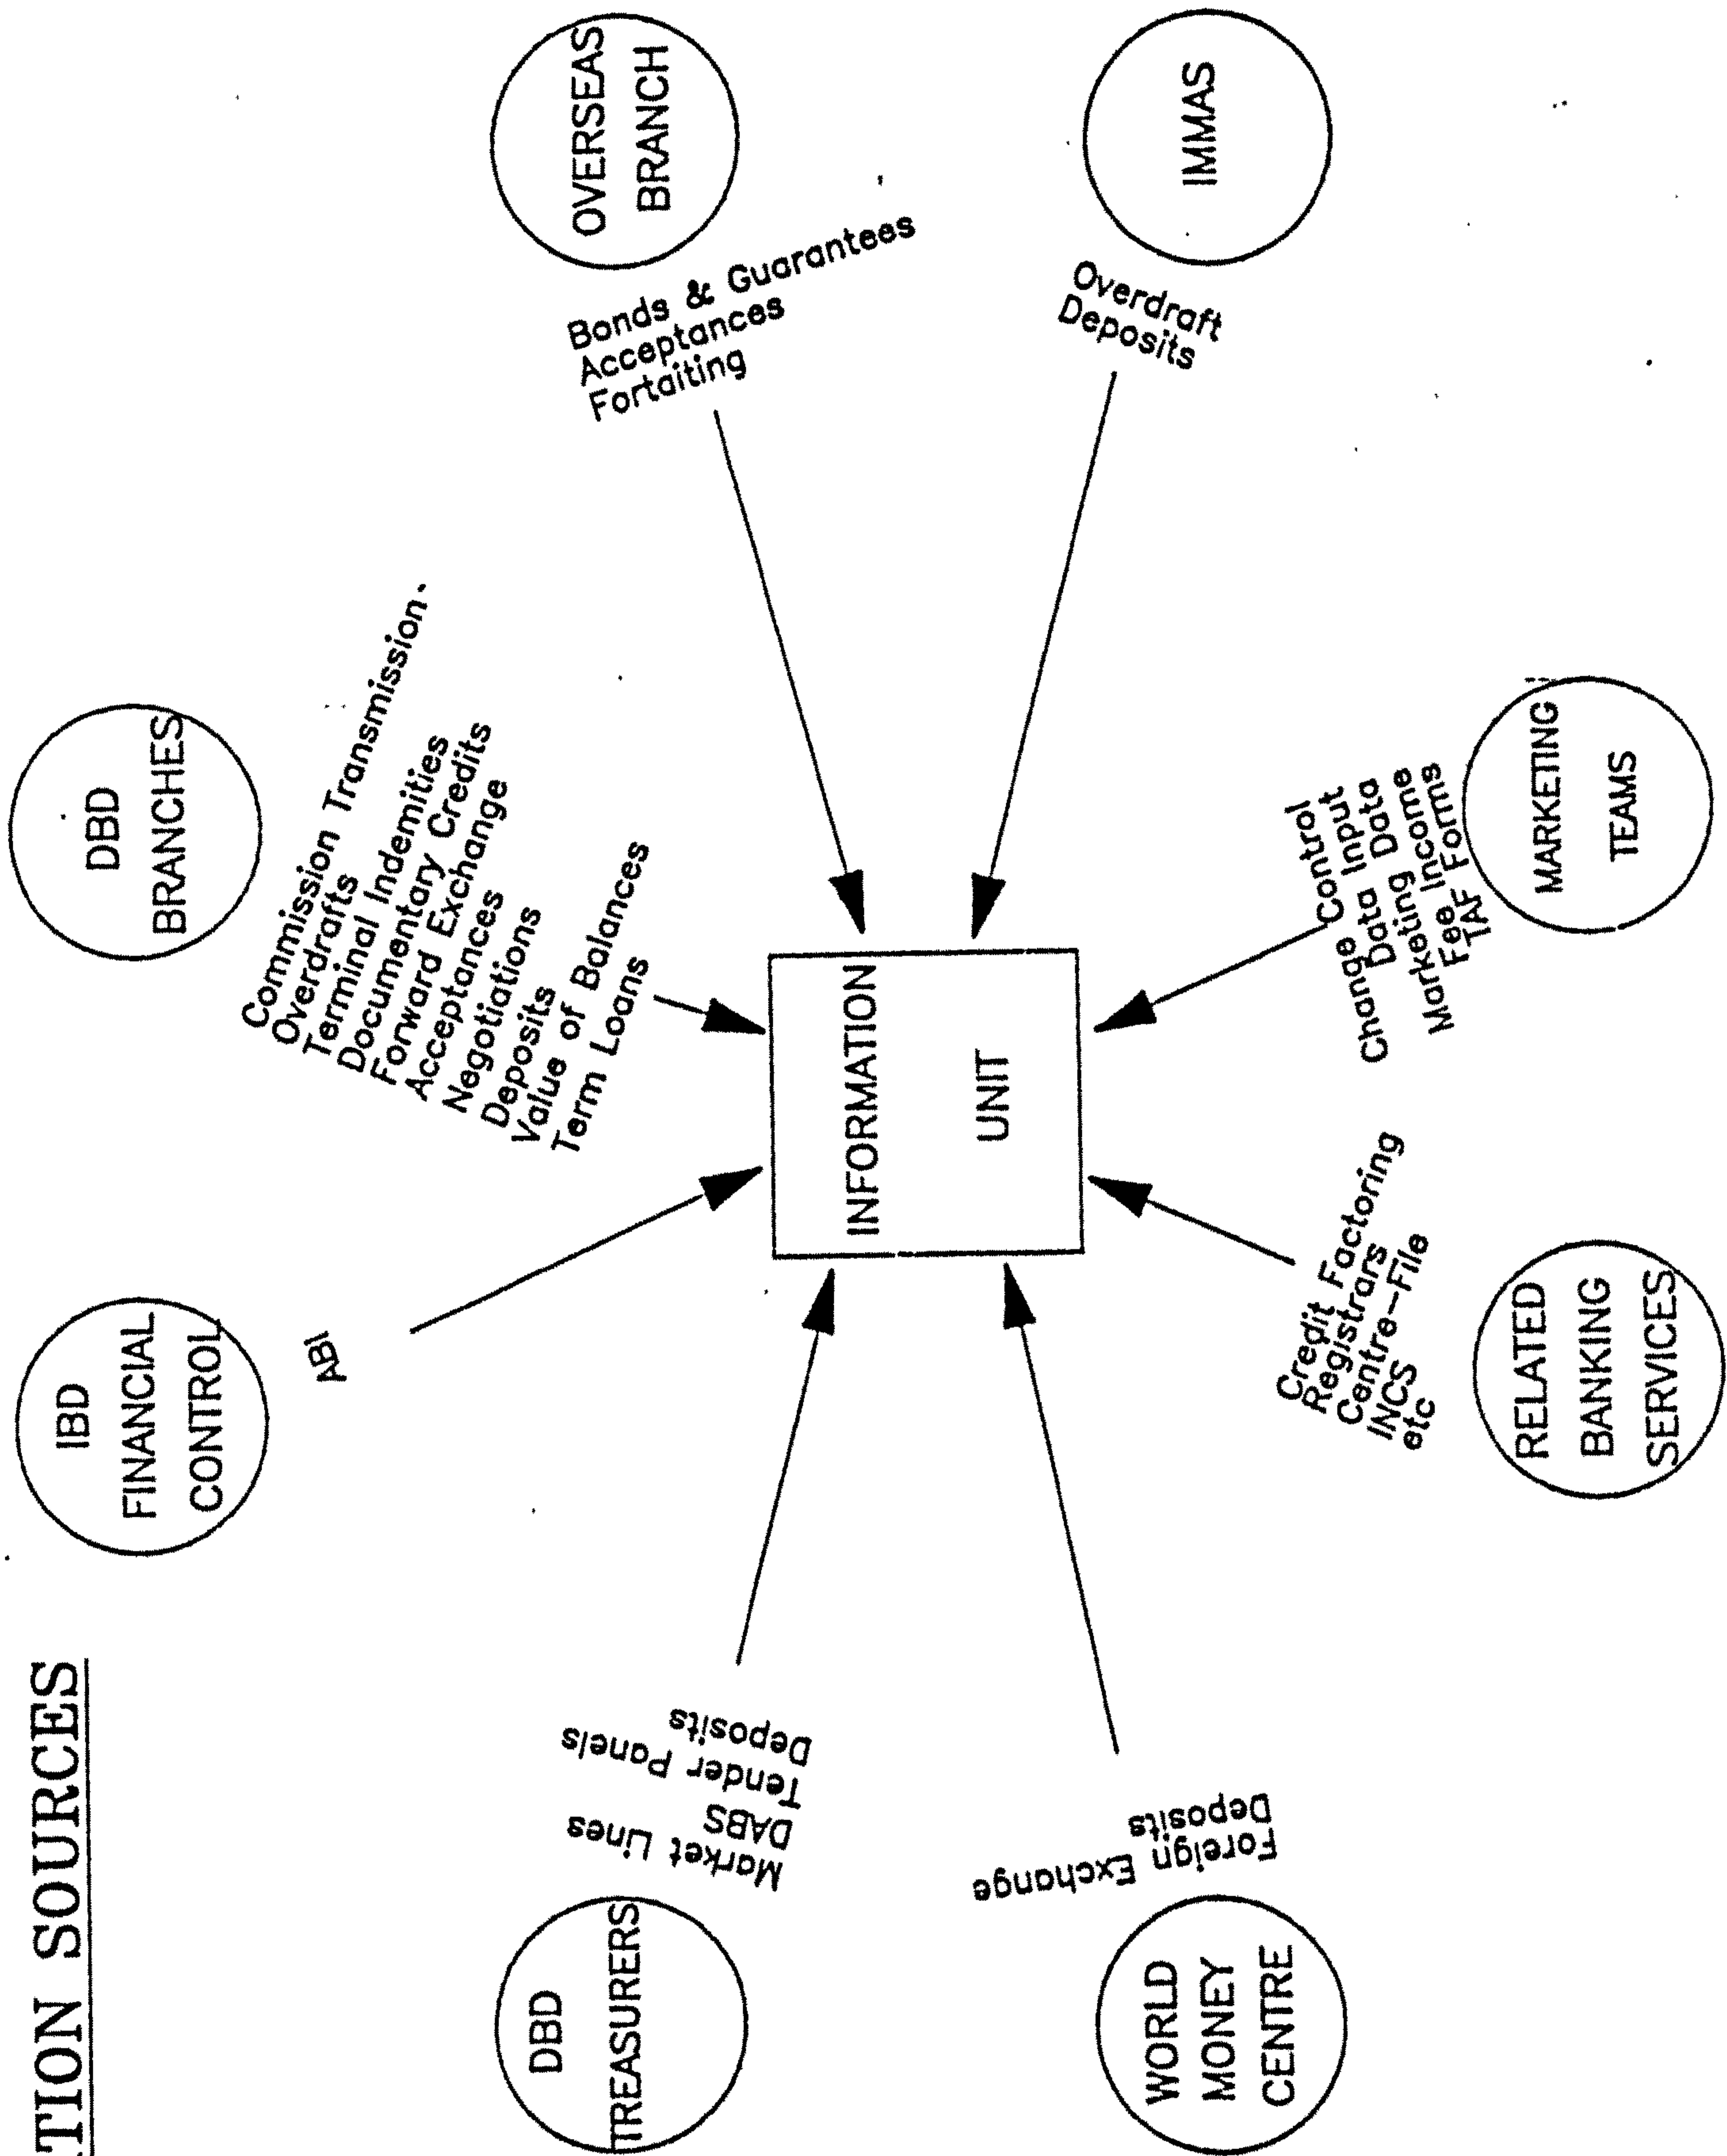 TION SOURCES
IBD
FINANCIAL
CONTROL
ABI
DBD
BRANCHES
Commission Transmission
Overdrafts
Terminal Indemities
Documentary Credits
Forward Exchange
Acceptances
Negotiations
Deposits
Value of Balances
Term Loans
DBD
TREASURERS
Market Lines
DABS
Tender Panels
Deposits
OVERSEAS
BRANCH
Bonds & Guarantees
Acceptances
Fortaiting
INFORMATION
UNIT
WORLD
MONEY
CENTRE
Foreign Exchange
Deposits
IMMAS
Overdraft
Deposits
Credit Factoring
Registrars
Centre-File
INCS
etc
RELATED
BANKING
SERVICES
Change Control
Data Input
Marketing Data
Fee Income
TAF Forms
MARKETING
TEAMS